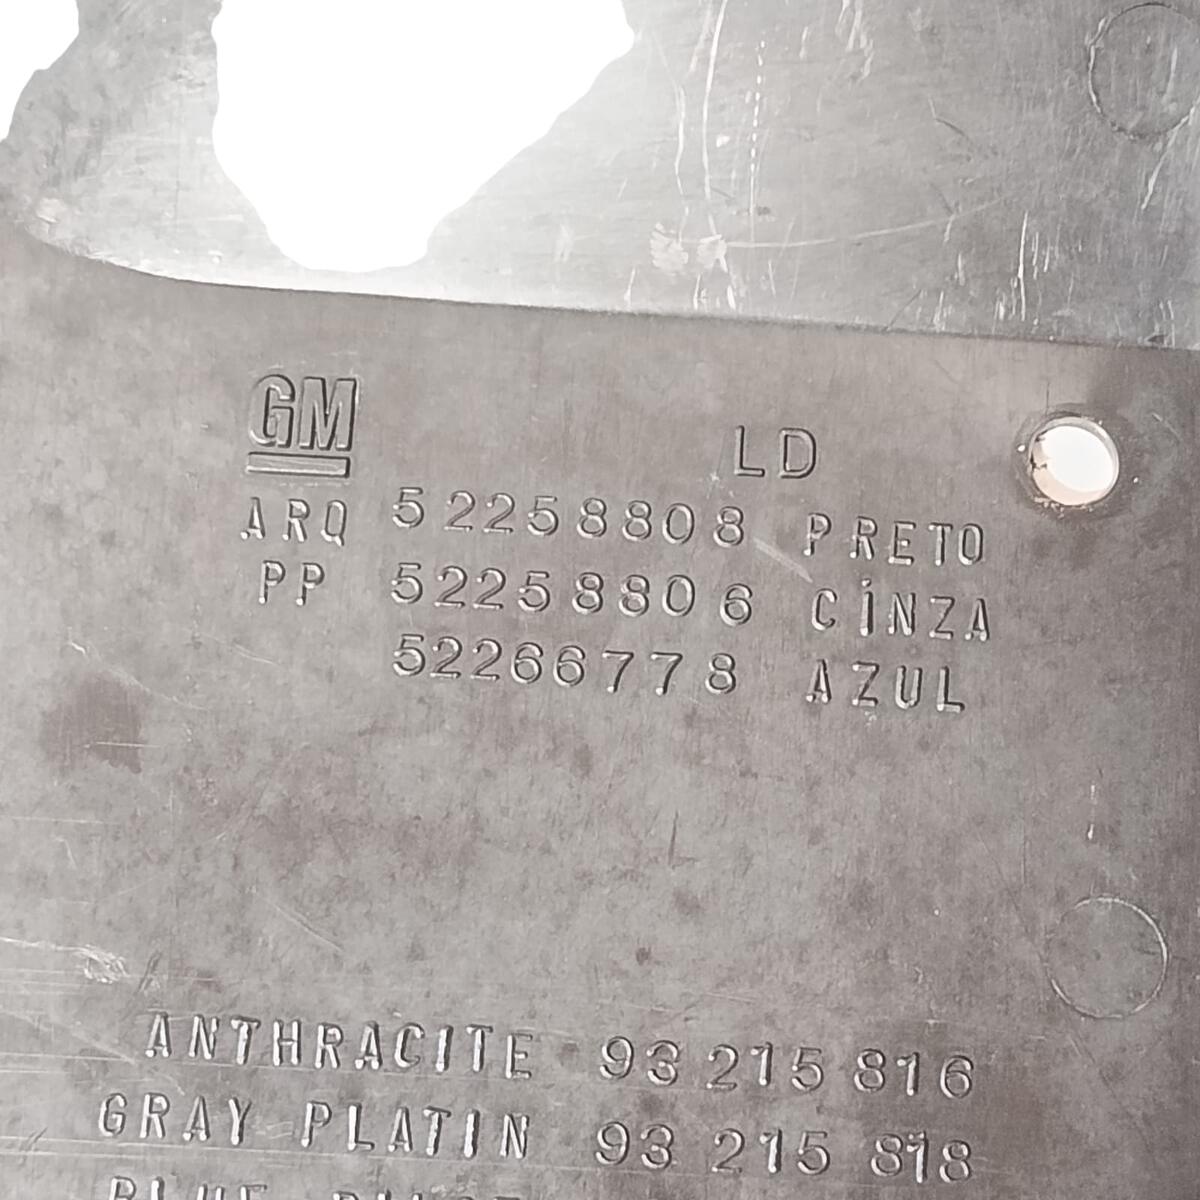 GM
LD
ARQ 52258808 PRETO
PP 52258806 CINZA
52266778 AZUL
ANTHRACITE 93 215 816
GRAY PLATIN 93 215 818
BLUE